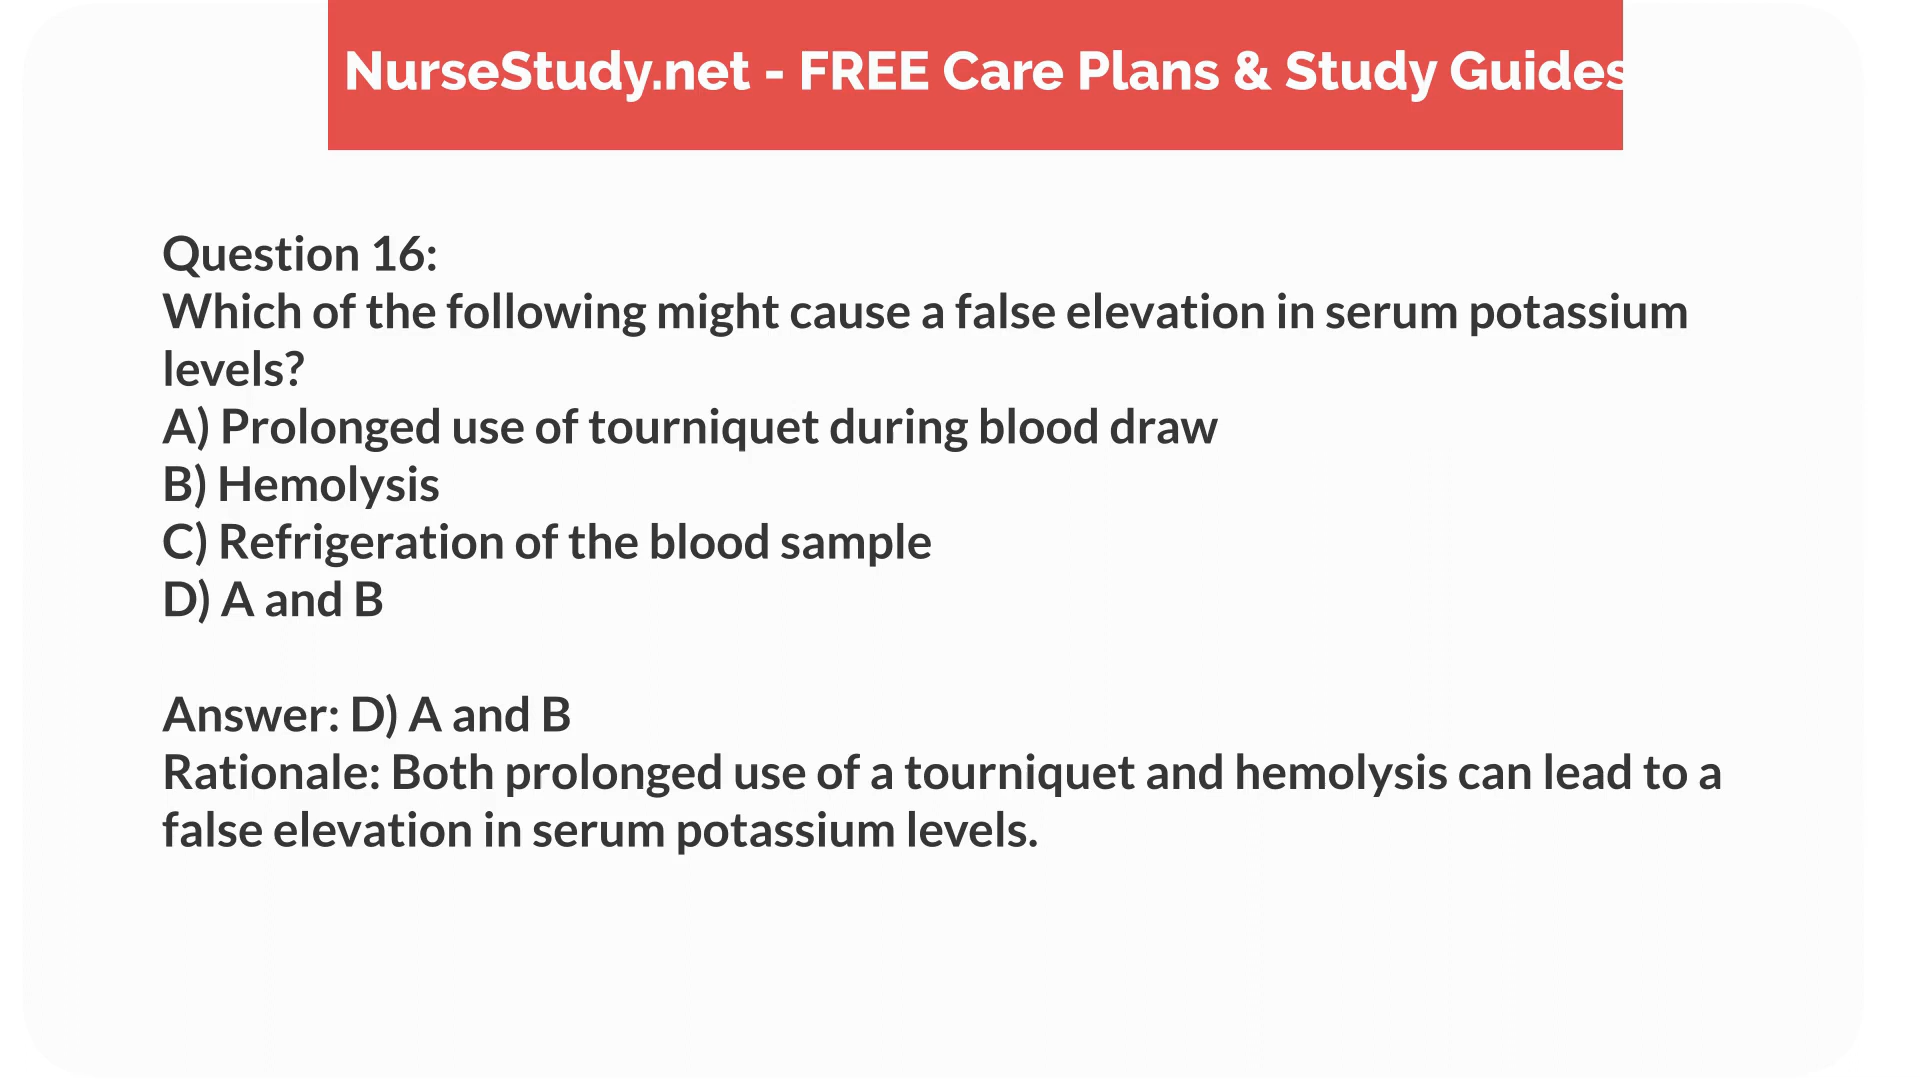 NurseStudy.net - FREE Care Plans & Study Guides
Question 16:
Which of the following might cause a false elevation in serum potassium
levels?
A) Prolonged use of tourniquet during blood draw
B) Hemolysis
C) Refrigeration of the blood sample
D) A and B
Answer: D) A and B
Rationale: Both prolonged use of a tourniquet and hemolysis can lead to a
false elevation in serum potassium levels.